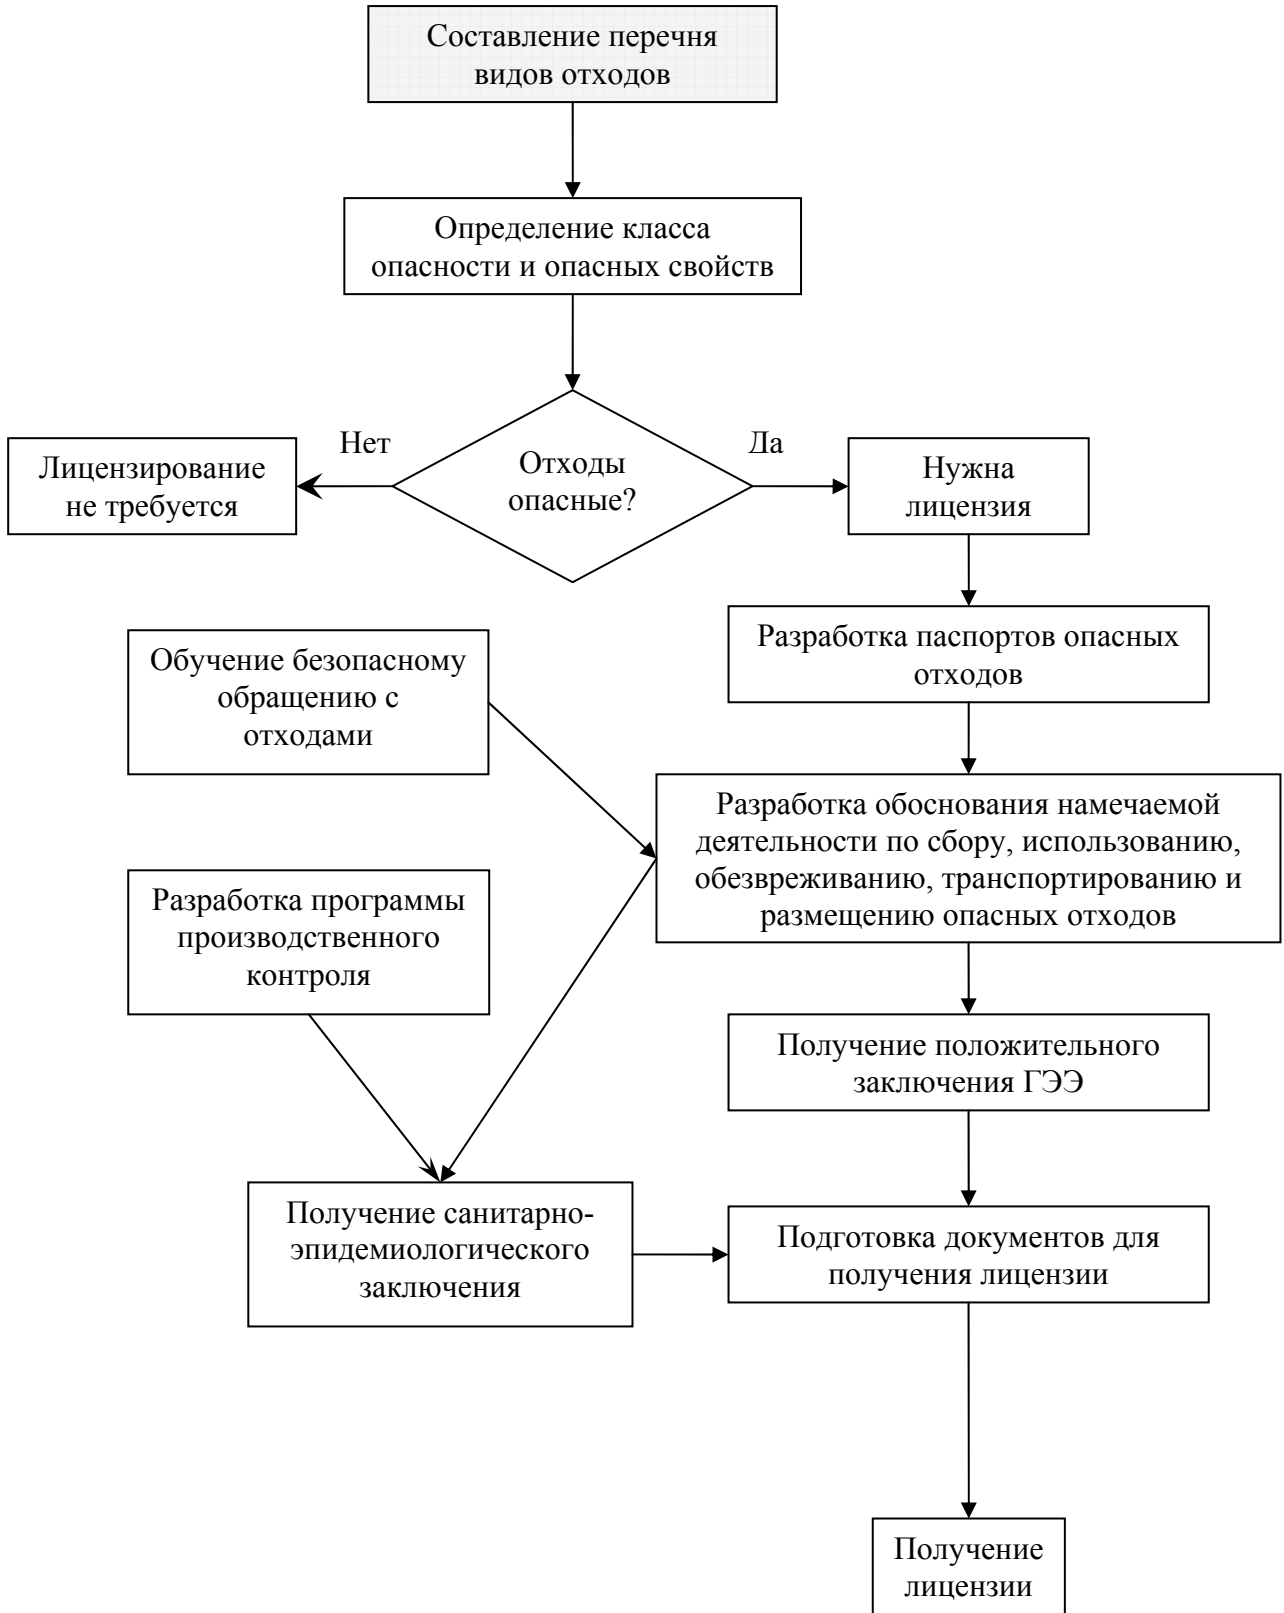 Составление перечня
видов отходов
Определение класса
опасности и опасных свойств
Нет
Да
Лицензирование
не требуется
Отходы
опасные?
Нужна
лицензия
Разработка паспортов опасных
отходов
Обучение безопасному
обращению с
отходами
Разработка обоснования намечаемой
деятельности по сбору, использованию,
обезвреживанию, транспортированию и
размещению опасных отходов
Разработка программы
производственного
контроля
Получение положительного
заключения ГЭЭ
Получение санитарно-
эпидемиологического
заключения
Подготовка документов для
получения лицензии
Получение
лицензии